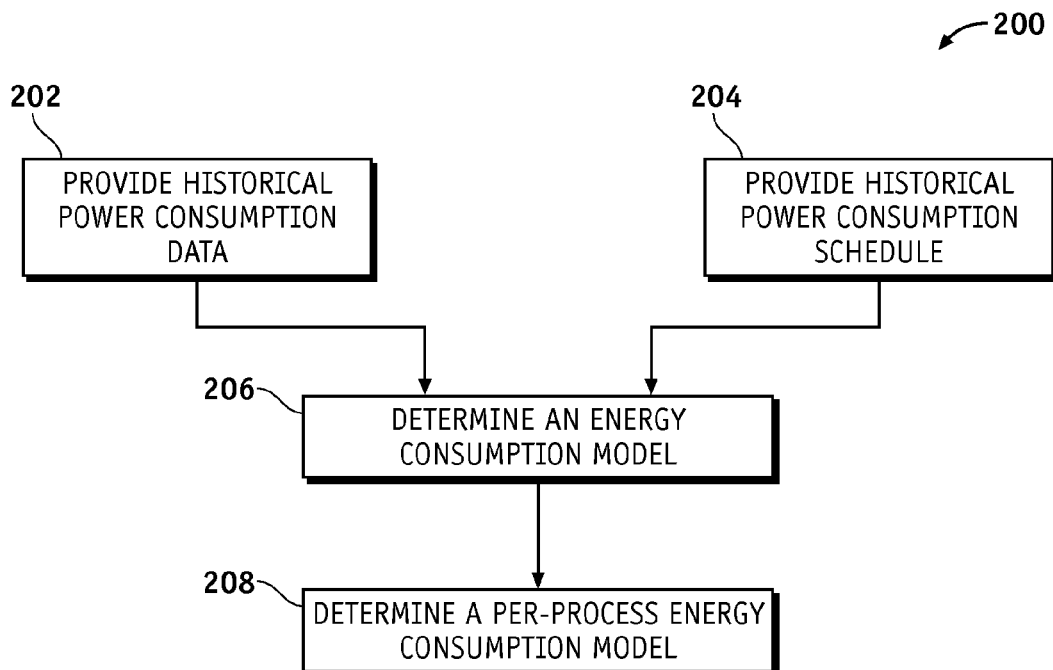 200
202
204
PROVIDE HISTORICAL
POWER CONSUMPTION
DATA
PROVIDE HISTORICAL
POWER CONSUMPTION
SCHEDULE
206
DETERMINE AN ENERGY
CONSUMPTION MODEL
208
DETERMINE A PER-PROCESS ENERGY
CONSUMPTION MODEL